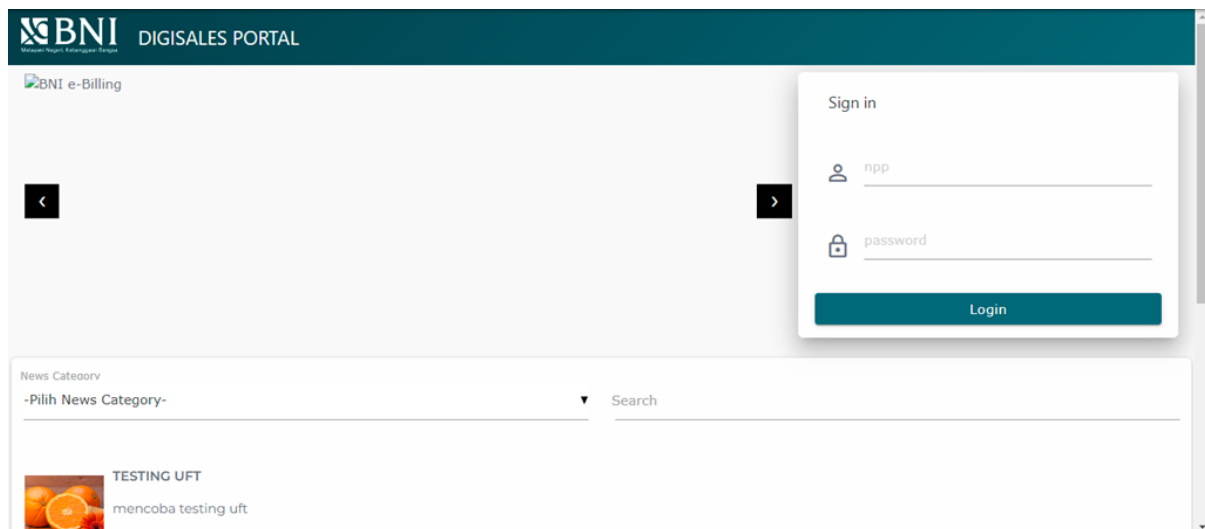 BNI
Melayani Negeri, Kebanggaan Bangsa
DIGISALES PORTAL
BNI e-Billing
Sign in
npp
password
Login
News Category
-Pilih News Category-
Search
TESTING UFT
mencoba testing uft